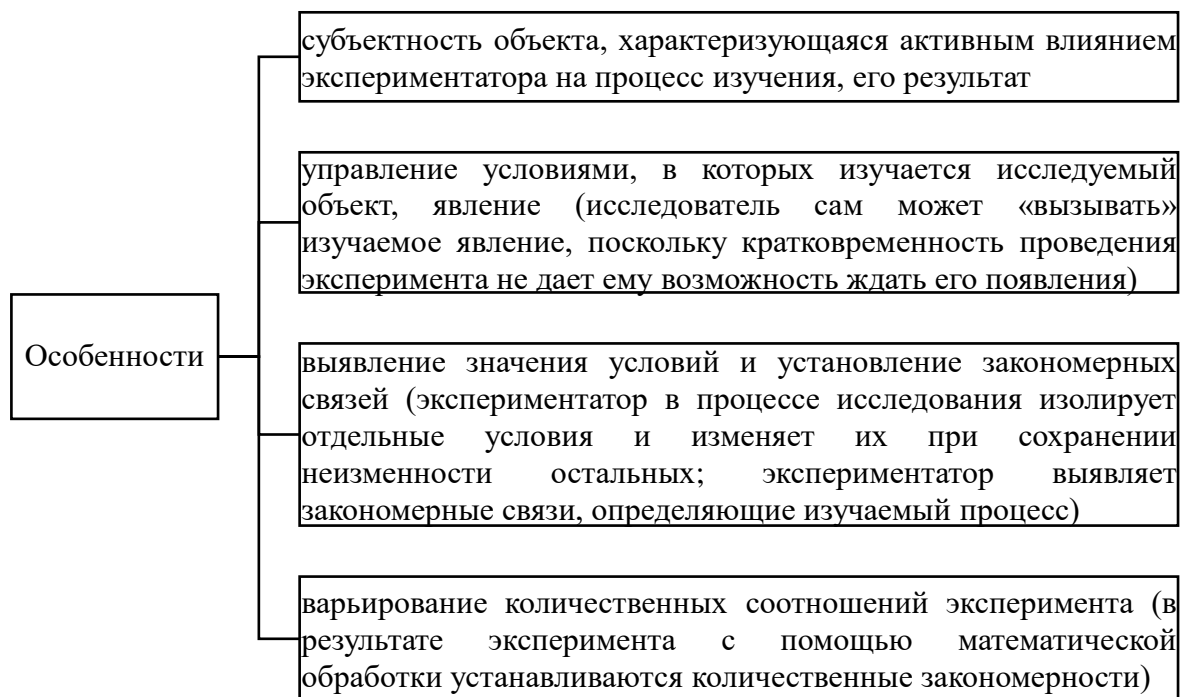 субъектность объекта, характеризующаяся активным влиянием
экспериментатора на процесс изучения, его результат
управление условиями, в которых изучается исследуемый
объект, явление (исследователь сам может «вызывать»
изучаемое явление, поскольку кратковременность проведения
эксперимента не дает ему возможность ждать его появления)
Особенности
выявление значения условий и установление закономерных
связей (экспериментатор в процессе исследования изолирует
отдельные условия и изменяет их при сохранении
неизменности остальных; экспериментатор выявляет
закономерные связи, определяющие изучаемый процесс)
варьирование количественных соотношений эксперимента (в
результате эксперимента с помощью математической
обработки устанавливаются количественные закономерности)